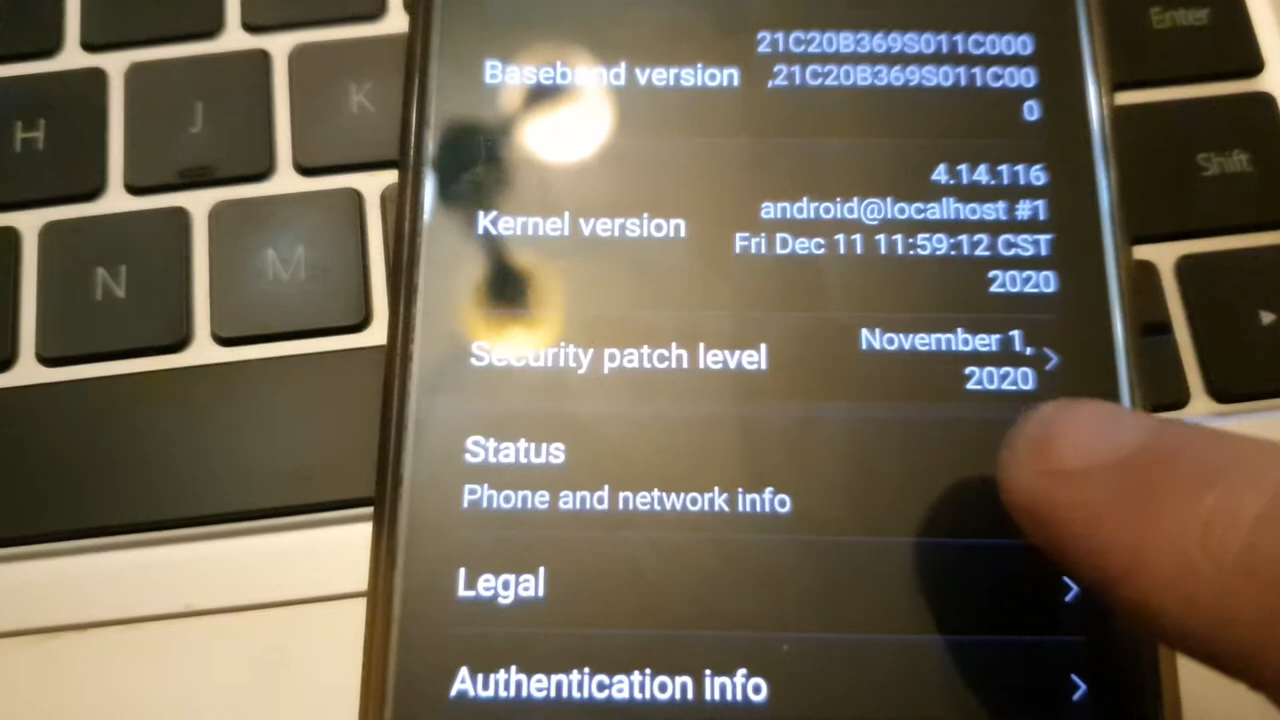 Enter
21C20B369S011C000
Baseband version
,21C20B369S011C00
0
H
J
K
Shift
4.14.116
Kernel version
android@localhost #1
Fri Dec 11 11:59:12 CST
2020
N
M
Security patch level
November 1,
2020
Status
Phone and network info
Legal
Authentication info